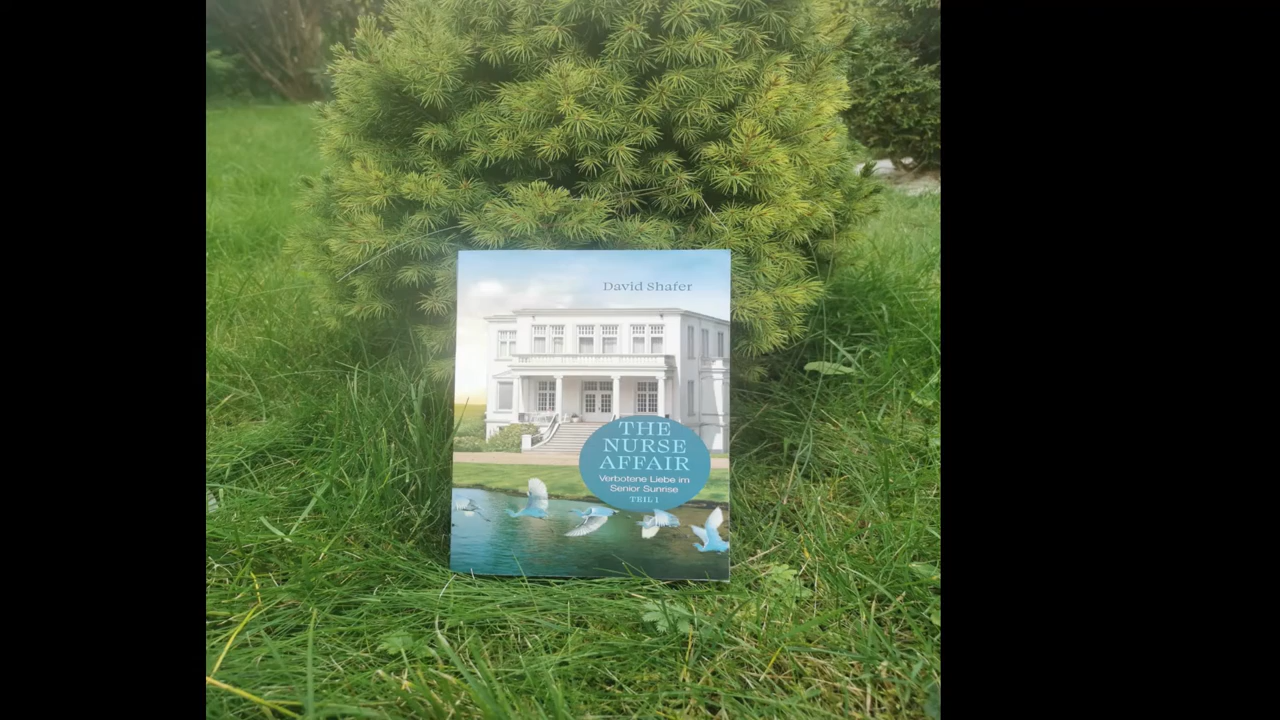 David Shafer
THE
NURSE
AFFAIR
Verbotene Liebe im
Senior Sunrise
TEIL 1